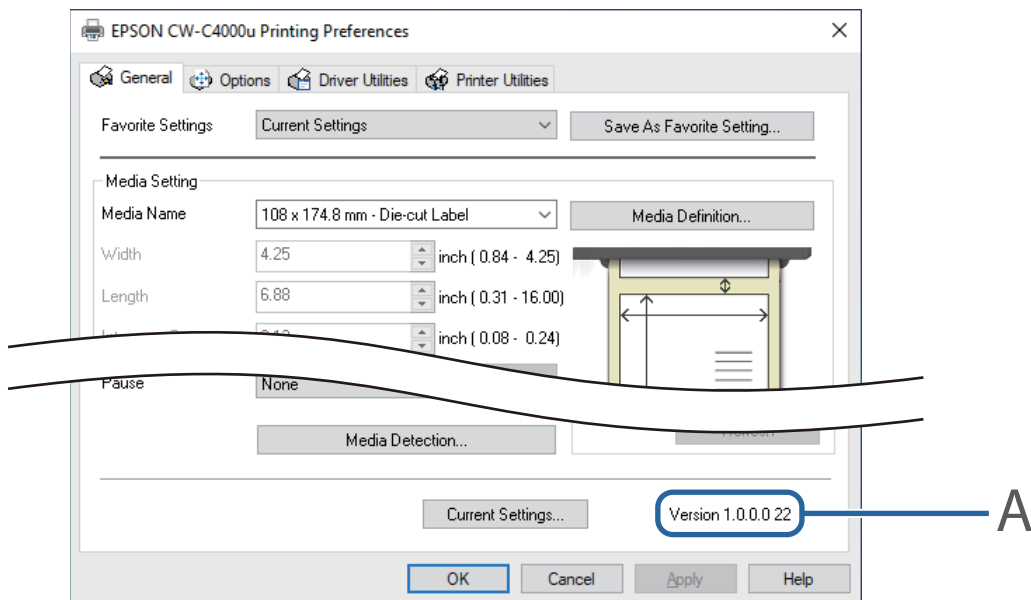 EPSON CW-C4000u Printing Preferences
General Options Driver Utilities Printer Utilities
Favorite Settings Current Settings Save As Favorite Setting...
Media Setting
Media Name 108 x 174.8 mm - Die-cut Label Media Definition...
Width 4.25 inch ( 0.84 - 4.25)
Length 6.88 inch ( 0.31 - 16.00)
inch ( 0.08 - 0.24)
Pause None
Media Detection...
Current Settings... Version 1.0.0.0 22 A
OK Cancel Apply Help